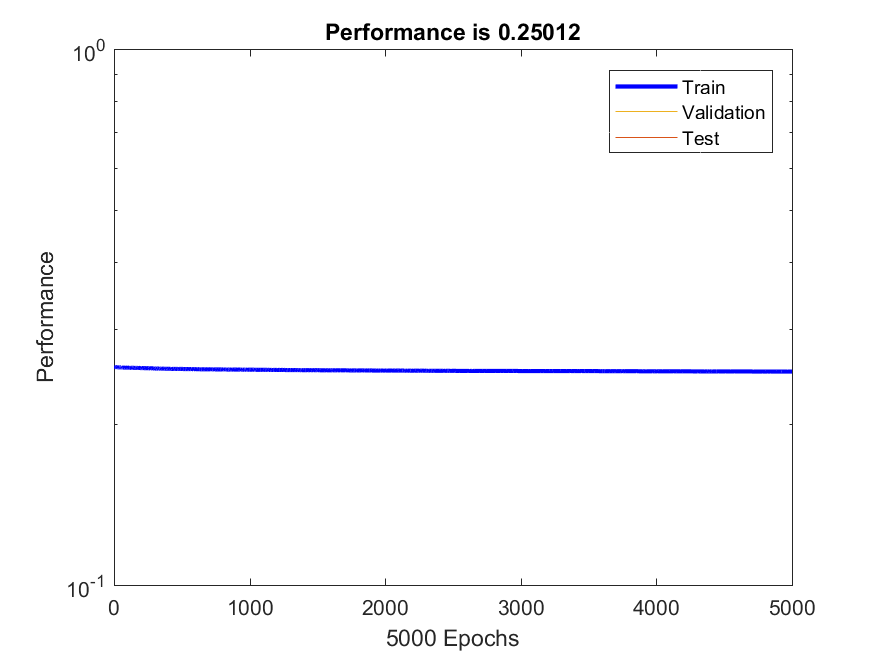 Performance is 0.25012
10^0
Train
Validation
Test
Performance
10^-1
0 1000 2000 3000 4000 5000
5000 Epochs